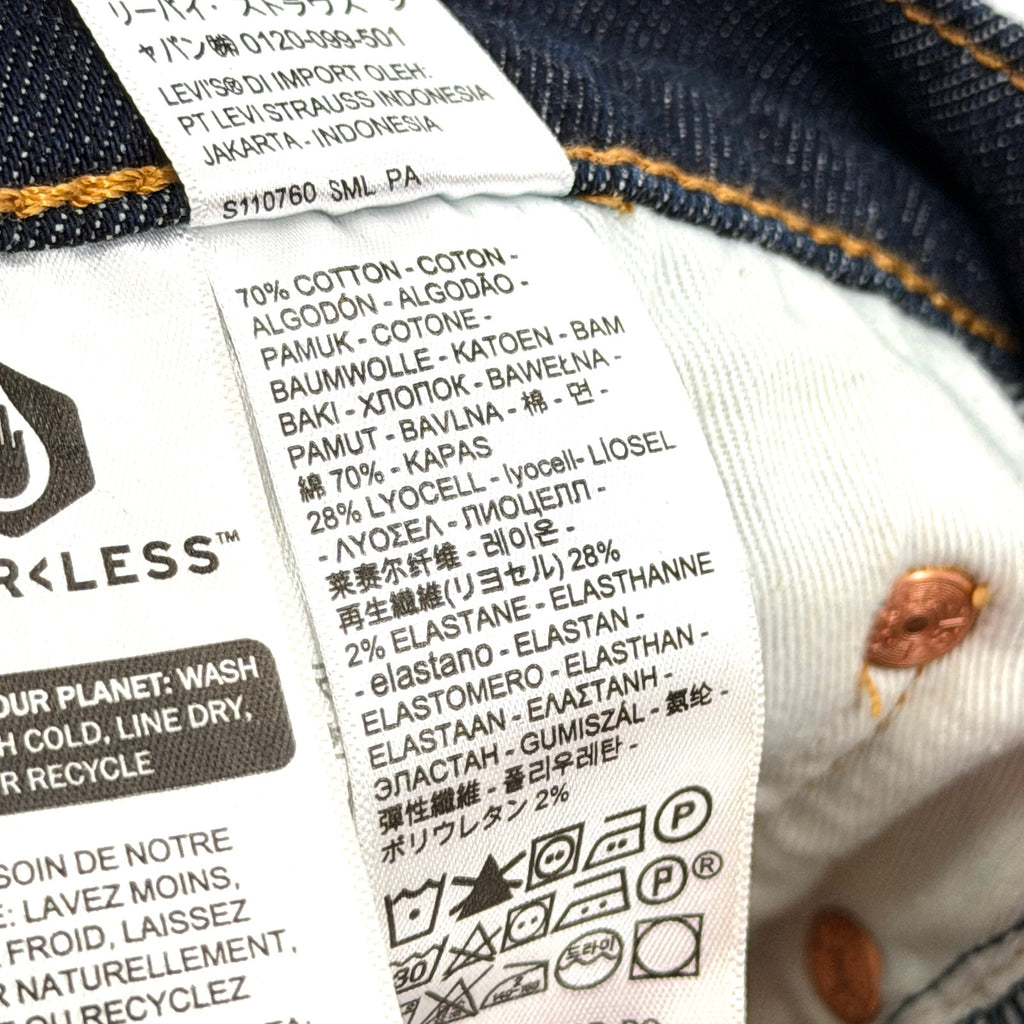 リーバイ・ストラウス ジ
ャパン㈱ 0120-099-501
LEVI'S® DI IMPORT OLEH:
PT LEVI STRAUSS INDONESIA
JAKARTA - INDONESIA
S110760 SML PA
70% COTTON - COTON -
ALGODÓN - ALGODÃO -
PAMUK - COTONE -
BAUMWOLLE - KATOEN - BAM
BAKI - ХЛОПОК - BAWEŁNA -
PAMUT - BAVLNA - 棉 - 면 -
綿 70% - KAPAS
28% LYOCELL - lyocell- LİOSEL
- ΛΥΟΣΕΛ - ЛИОЦЕЛЛ -
莱赛尔纤维 - 레이온 -
再生繊維(リヨセル) 28%
2% ELASTANE - ELASTHANNE
- elastano - ELASTAN -
ELASTOMERO - ELASTHAN -
ELASTAAN - ΕΛΑΣΤΑΝΗ -
ЭЛАСТАН - GUMISZÁL - 氨纶 -
彈性纖維 - 폴리우레탄 -
ポリウレタン 2%
P
P ®
30
드라이
R<LESS™
OUR PLANET: WASH
H COLD, LINE DRY,
R RECYCLE
SOIN DE NOTRE
E: LAVEZ MOINS,
FROID, LAISSEZ
R NATURELLEMENT,
OU RECYCLEZ